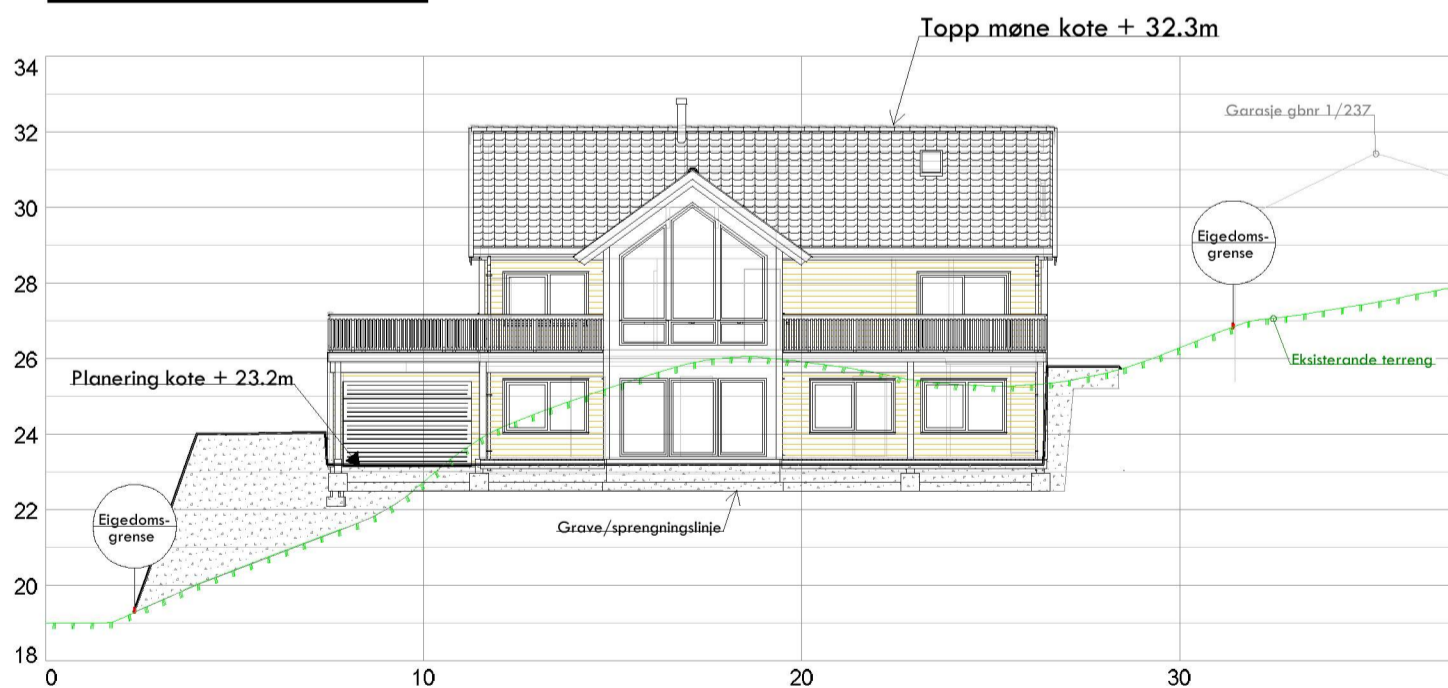 Topp møne kote + 32.3m
34
Garasje gbnr 1/237
32
30
Eigedoms-
grense
28
26
Eksisterande terreng
Planering kote + 23.2m
24
22
Eigedoms-
grense
Grave/sprengningslinje
20
18
0
10
20
30